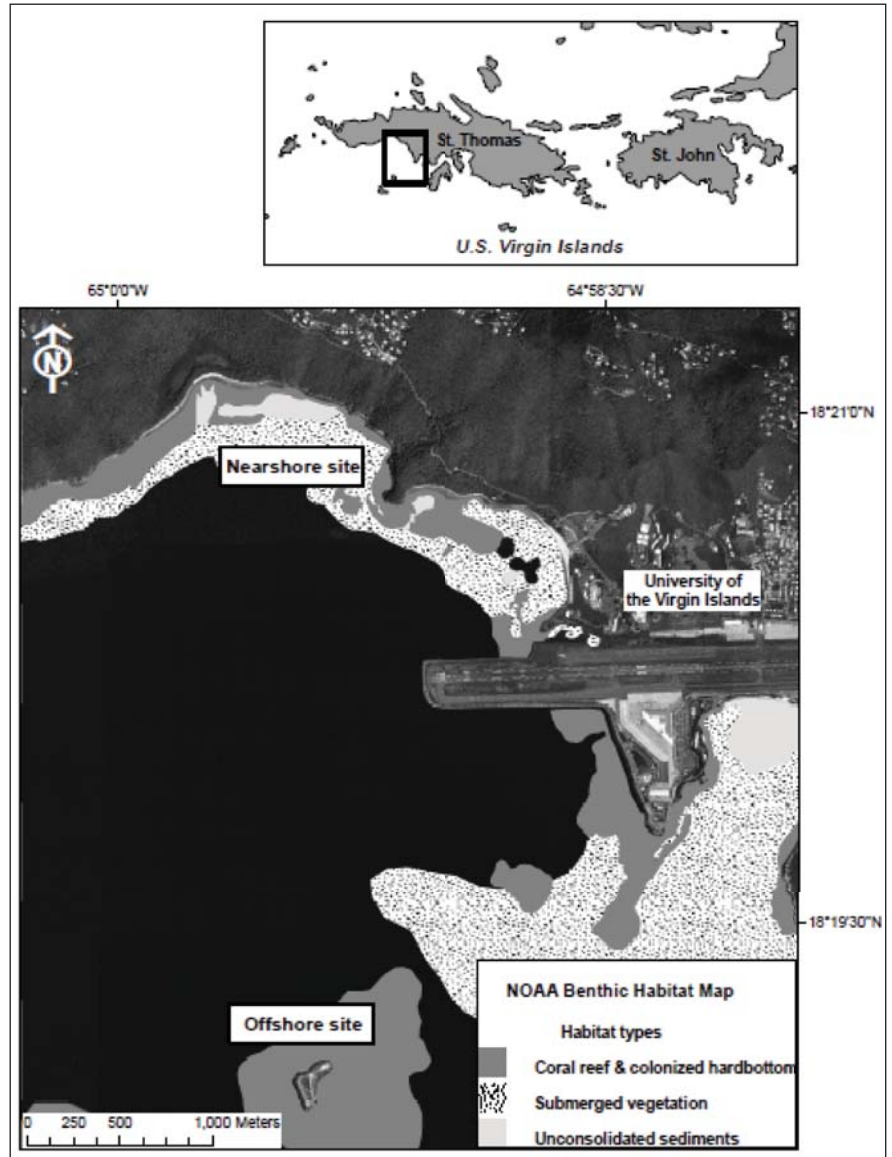 St. Thomas
St. John
U.S. Virgin Islands
65°0'0"W
64°58'30"W
N
18°21'0"N
Nearshore site
University of
the Virgin Islands
18°19'30"N
NOAA Benthic Habitat Map
Habitat types
Offshore site
Coral reef & colonized hardbottom
Submerged vegetation
Unconsolidated sediments
0 250 500 1,000 Meters